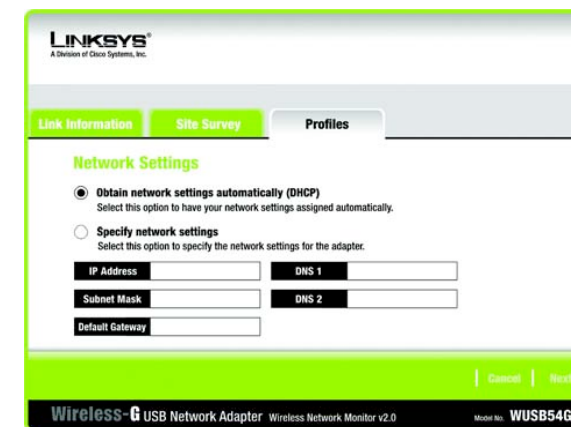 LINKSYS®
A Division of Cisco Systems, Inc.
Link Information
Site Survey
Profiles
Network Settings
Obtain network settings automatically (DHCP)
Select this option to have your network settings assigned automatically.
Specify network settings
Select this option to specify the network settings for the adapter.
IP Address
DNS 1
Subnet Mask
DNS 2
Default Gateway
Cancel
Next
Wireless-G USB Network Adapter Wireless Network Monitor v2.0
Model No. WUSB54G